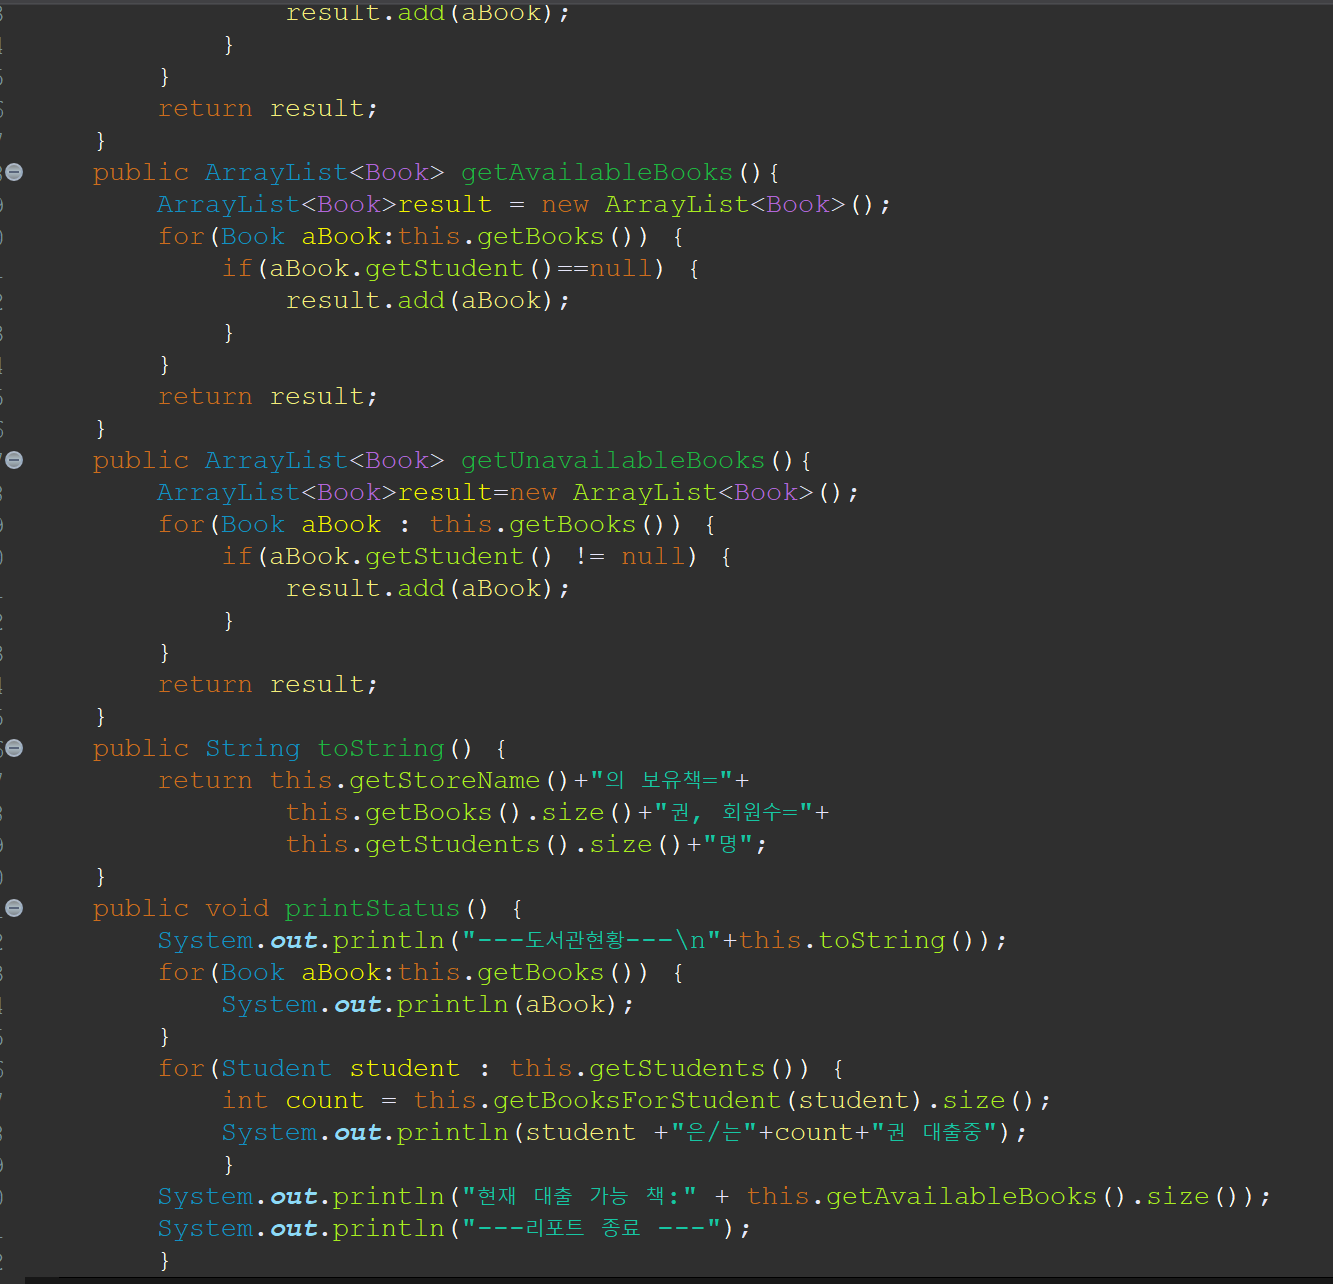 result.add(aBook);
            }
        }
        return result;
    }
    public ArrayList<Book> getAvailableBooks(){
        ArrayList<Book>result = new ArrayList<Book>();
        for(Book aBook:this.getBooks()) {
            if(aBook.getStudent()==null) {
                result.add(aBook);
            }
        }
        return result;
    }
    public ArrayList<Book> getUnavailableBooks(){
        ArrayList<Book>result=new ArrayList<Book>();
        for(Book aBook : this.getBooks()) {
            if(aBook.getStudent() != null) {
                result.add(aBook);
            }
        }
        return result;
    }
    public String toString() {
        return this.getStoreName()+"의 보유책="+
                this.getBooks().size()+"권, 회원수="+
                this.getStudents().size()+"명";
    }
    public void printStatus() {
        System.out.println("---도서관현황---\n"+this.toString());
        for(Book aBook:this.getBooks()) {
            System.out.println(aBook);
        }
        for(Student student : this.getStudents()) {
            int count = this.getBooksForStudent(student).size();
            System.out.println(student +"은/는"+count+"권 대출중");
            }
        System.out.println("현재 대출 가능 책:" + this.getAvailableBooks().size());
        System.out.println("---리포트 종료 ---");
        }